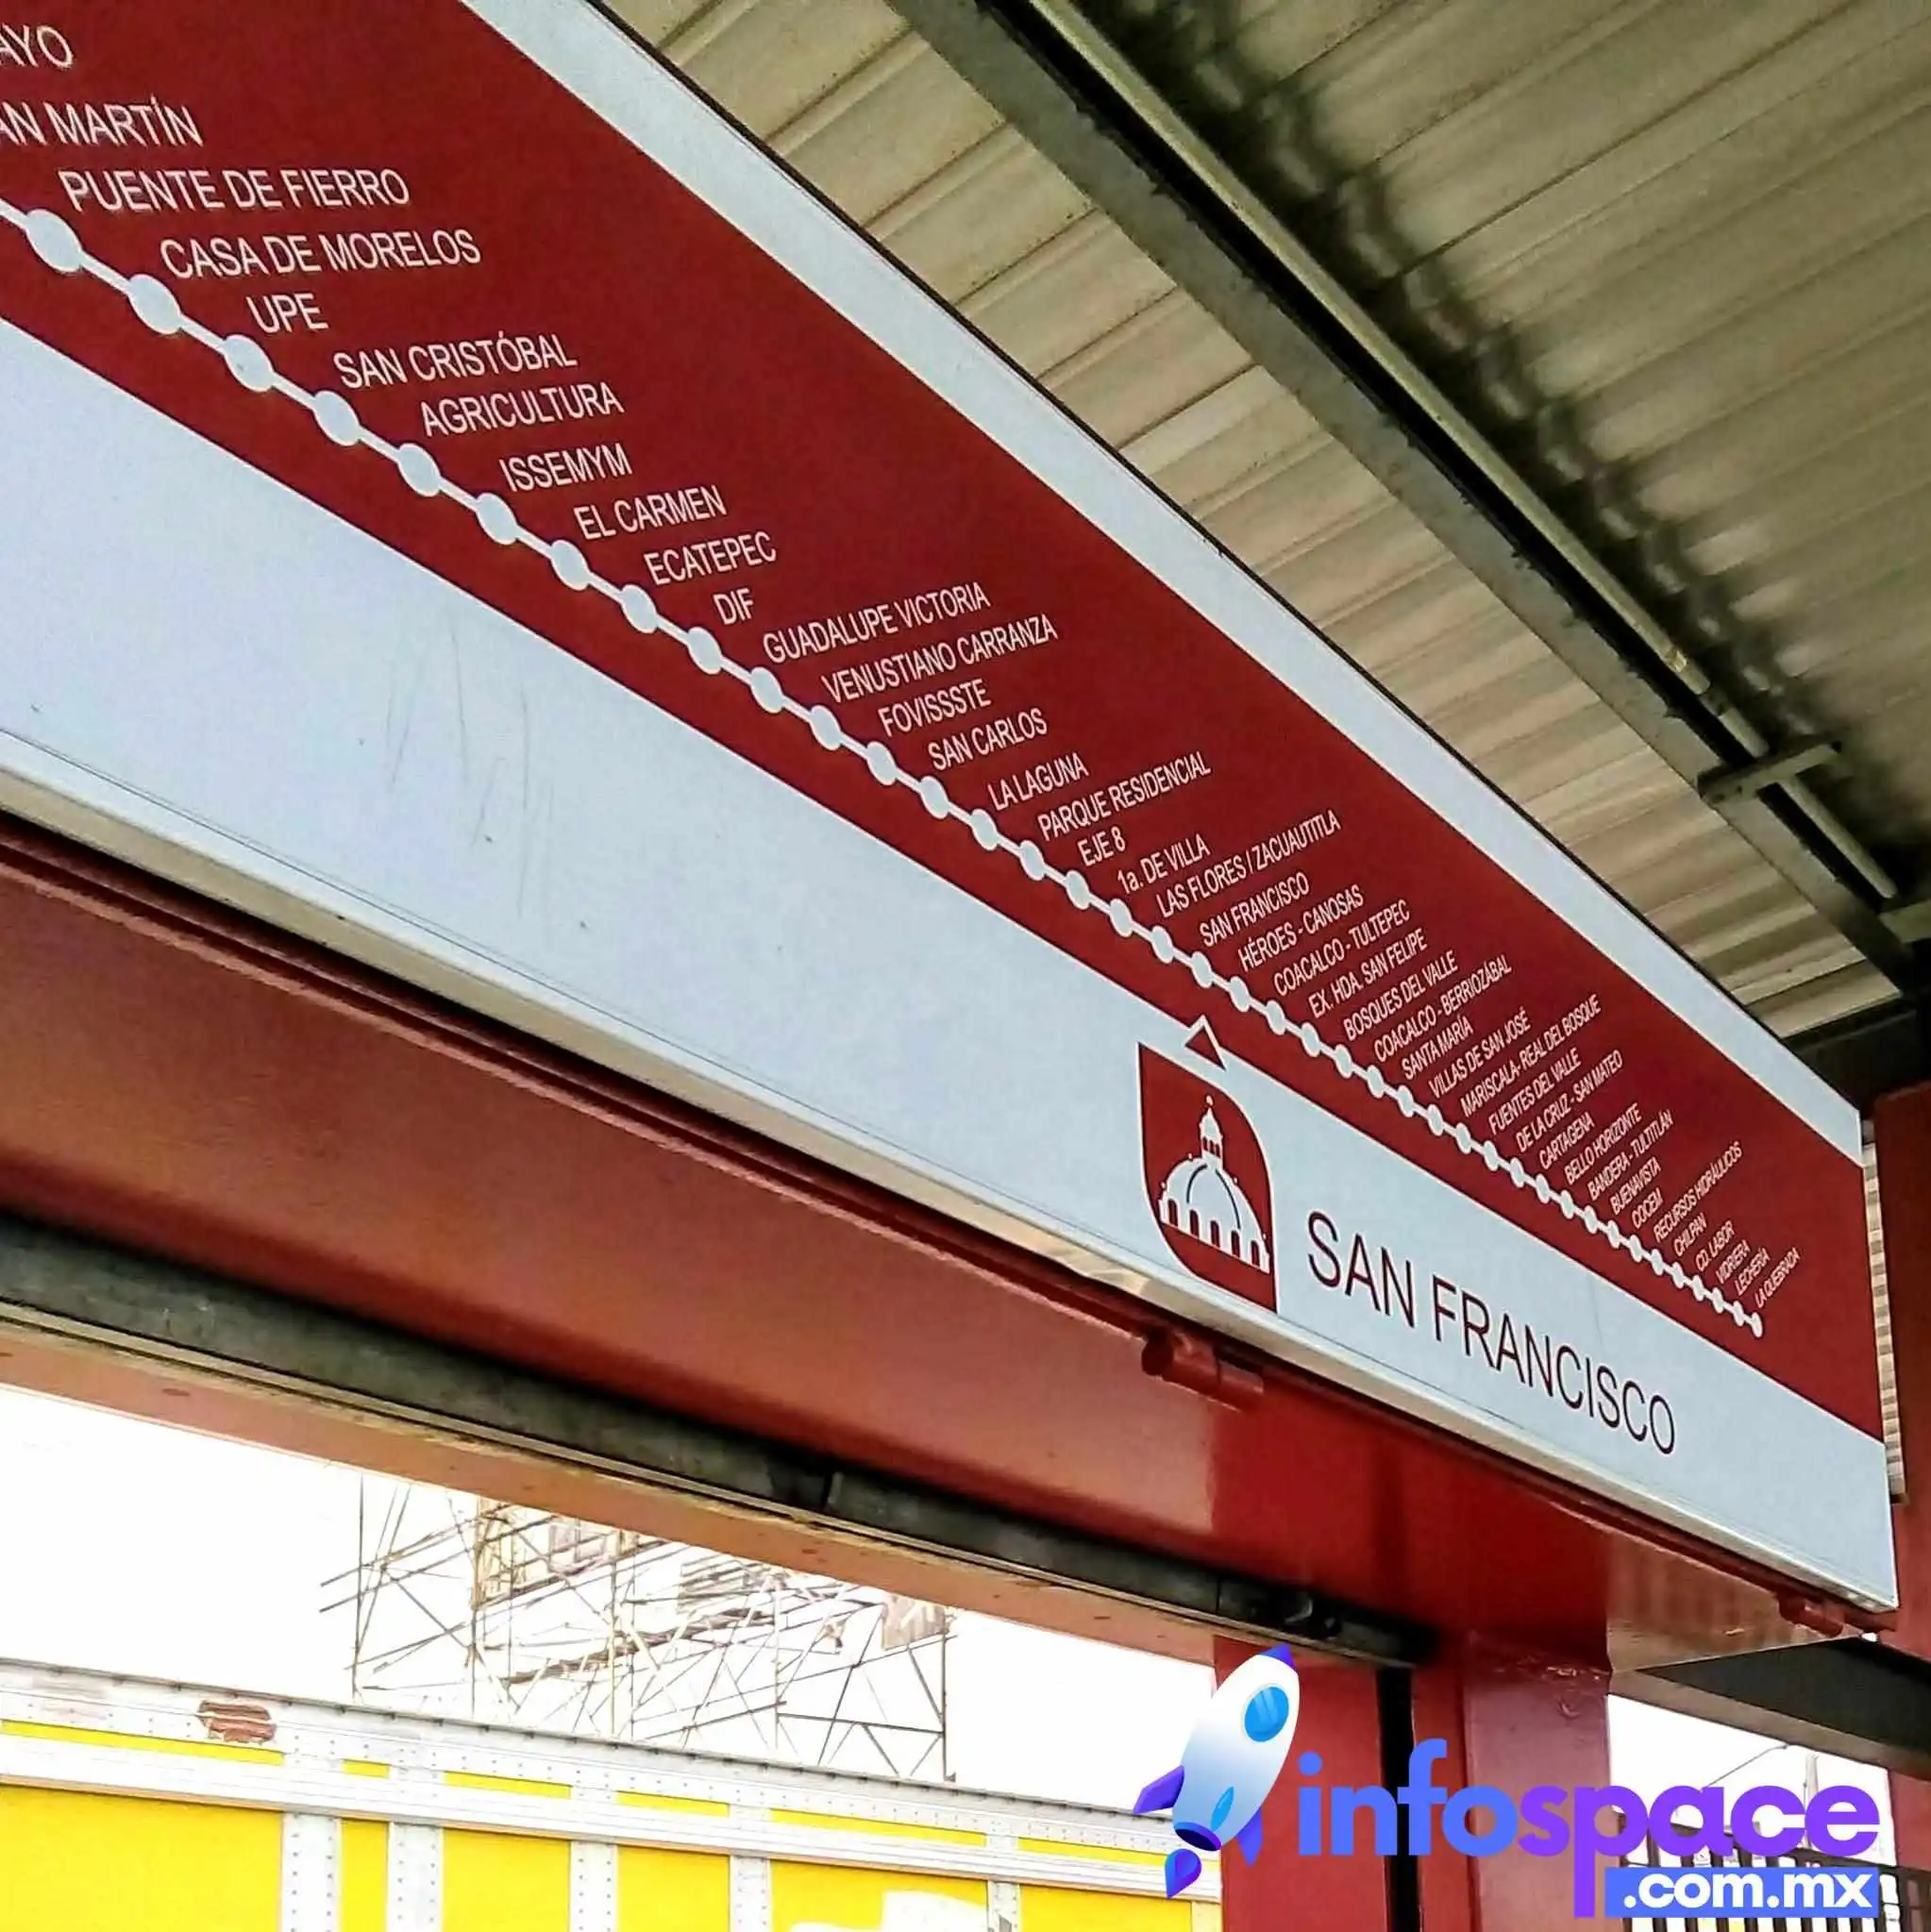 AYO
AN MARTÍN
PUENTE DE FIERRO
CASA DE MORELOS
UPE
SAN CRISTÓBAL
AGRICULTURA
ISSEMYM
EL CARMEN
ECATEPEC
DIF
GUADALUPE VICTORIA
VENUSTIANO CARRANZA
FOVISSSTE
SAN CARLOS
LA LAGUNA
PARQUE RESIDENCIAL
EJE 8
1a. DE VILLA
LAS FLORES / ZACUAUTITLA
SAN FRANCISCO
HÉROES - CANOSAS
COACALCO - TULTEPEC
EX. HDA. SAN FELIPE
BOSQUES DEL VALLE
COACALCO - BERRIOZÁBAL
SANTA MARÍA
VILLAS DE SAN JOSÉ
MARISCALA - REAL DEL BOSQUE
FUENTES DEL VALLE
DE LA CRUZ - SAN MATEO
CARTAGENA
BELLO HORIZONTE
BANDERA - TULTITLÁN
BUENAVISTA
COCEM
RECURSOS HIDRÁULICOS
CHILPAN
CD. LABOR
VIDRIERA
LECHERÍA
LA QUEBRADA
SAN FRANCISCO
infospace
.com.mx